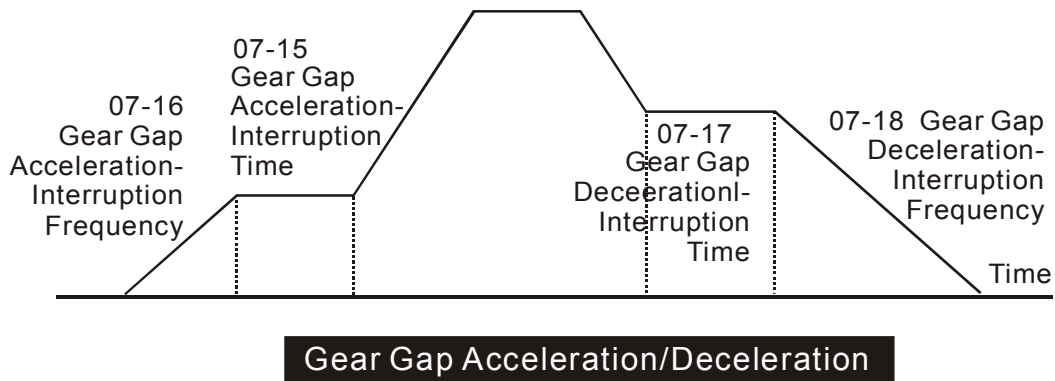 07-16
Gear Gap
Acceleration-
Interruption
Frequency
07-15
Gear Gap
Acceleration-
Interruption
Time
07-17
Gear Gap
Deceerationl-
Interruption
Time
07-18 Gear Gap
Deceleration-
Interruption
Frequency
Time
Gear Gap Acceleration/Deceleration